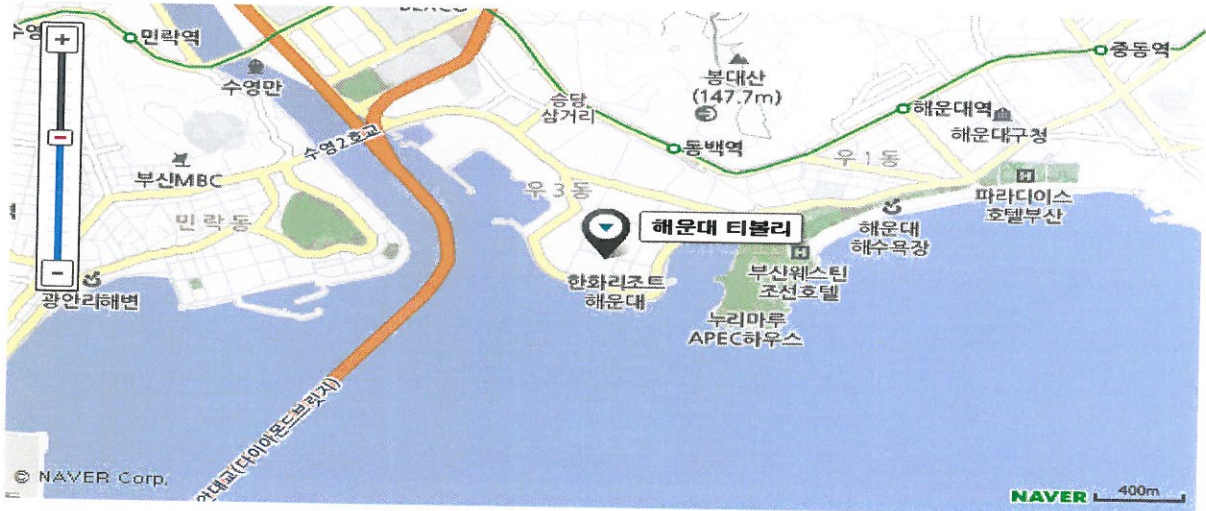 BEXCO
민락역
중동역
수영만
봉대산
(147.7m)
승당
삼거리
해운대역
해운대구청
수영2호교
동백역
우1동
부산MBC
우3동
파라다이스
호텔부산
민락동
해운대 티볼리
해운대
해수욕장
부산웨스틴
조선호텔
한화리조트
해운대
광안리해변
누리마루
APEC하우스
안대교(다이아몬드브릿지)
© NAVER Corp.
NAVER
400m